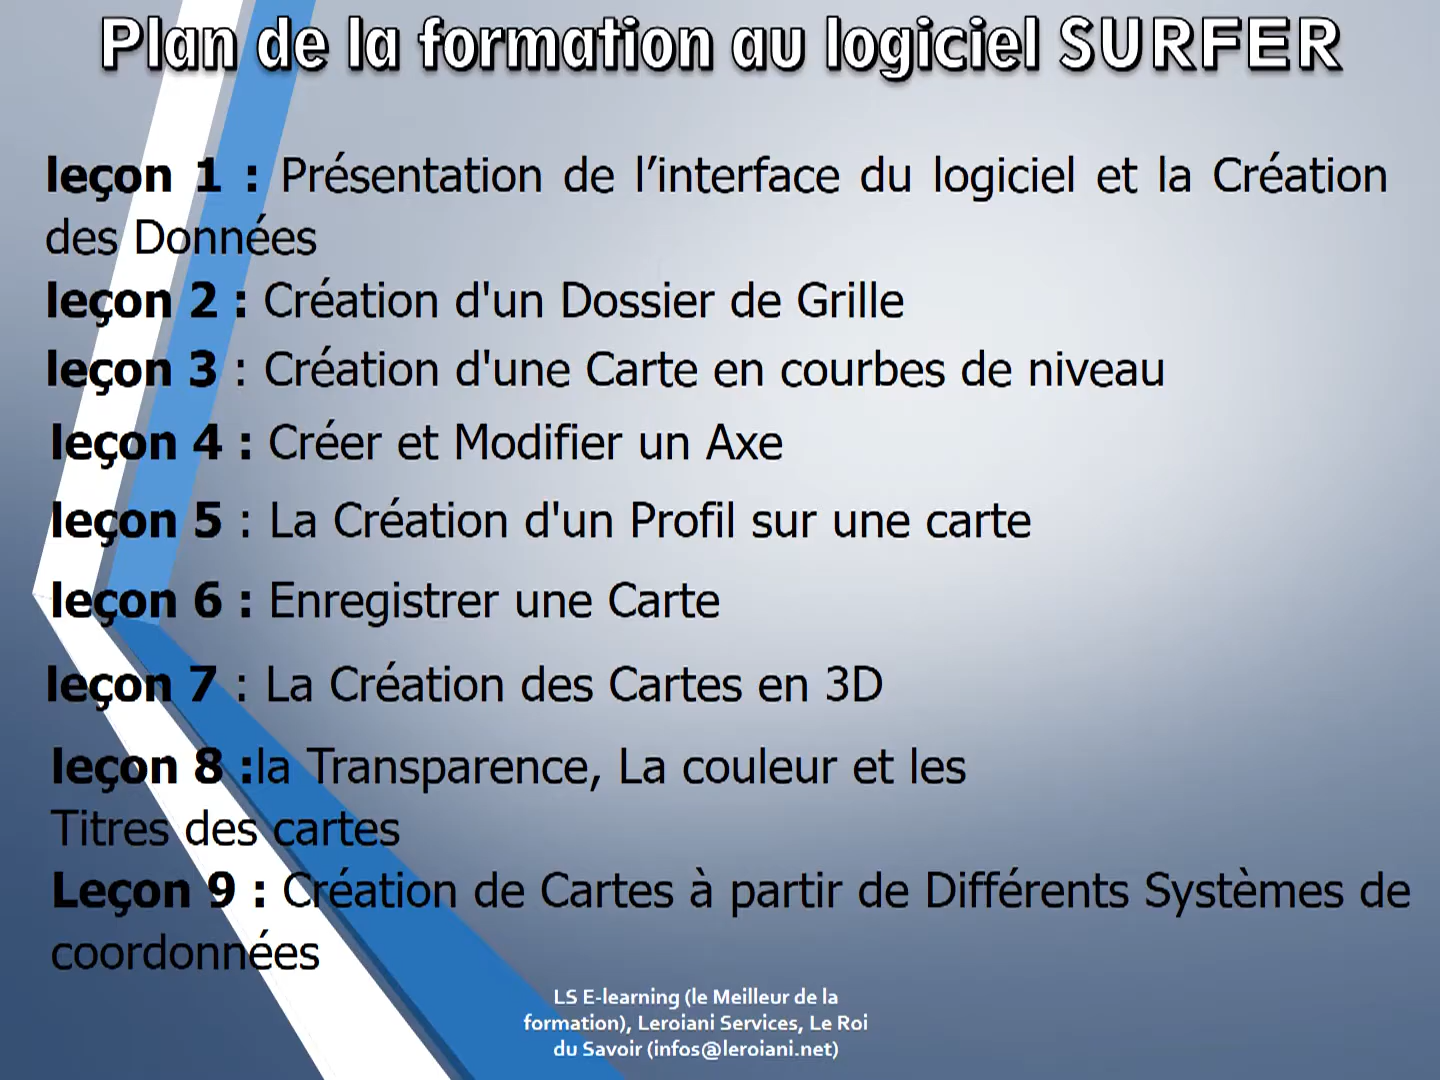 Plan de la formation au logiciel SURFER
leçon 1 : Présentation de l’interface du logiciel et la Création
des Données
leçon 2 : Création d'un Dossier de Grille
leçon 3 : Création d'une Carte en courbes de niveau
leçon 4 : Créer et Modifier un Axe
leçon 5 : La Création d'un Profil sur une carte
leçon 6 : Enregistrer une Carte
leçon 7 : La Création des Cartes en 3D
leçon 8 :la Transparence, La couleur et les
Titres des cartes
Leçon 9 : Création de Cartes à partir de Différents Systèmes de
coordonnées
LS E-learning (le Meilleur de la
formation), Leroiani Services, Le Roi
du Savoir (infos@leroiani.net)